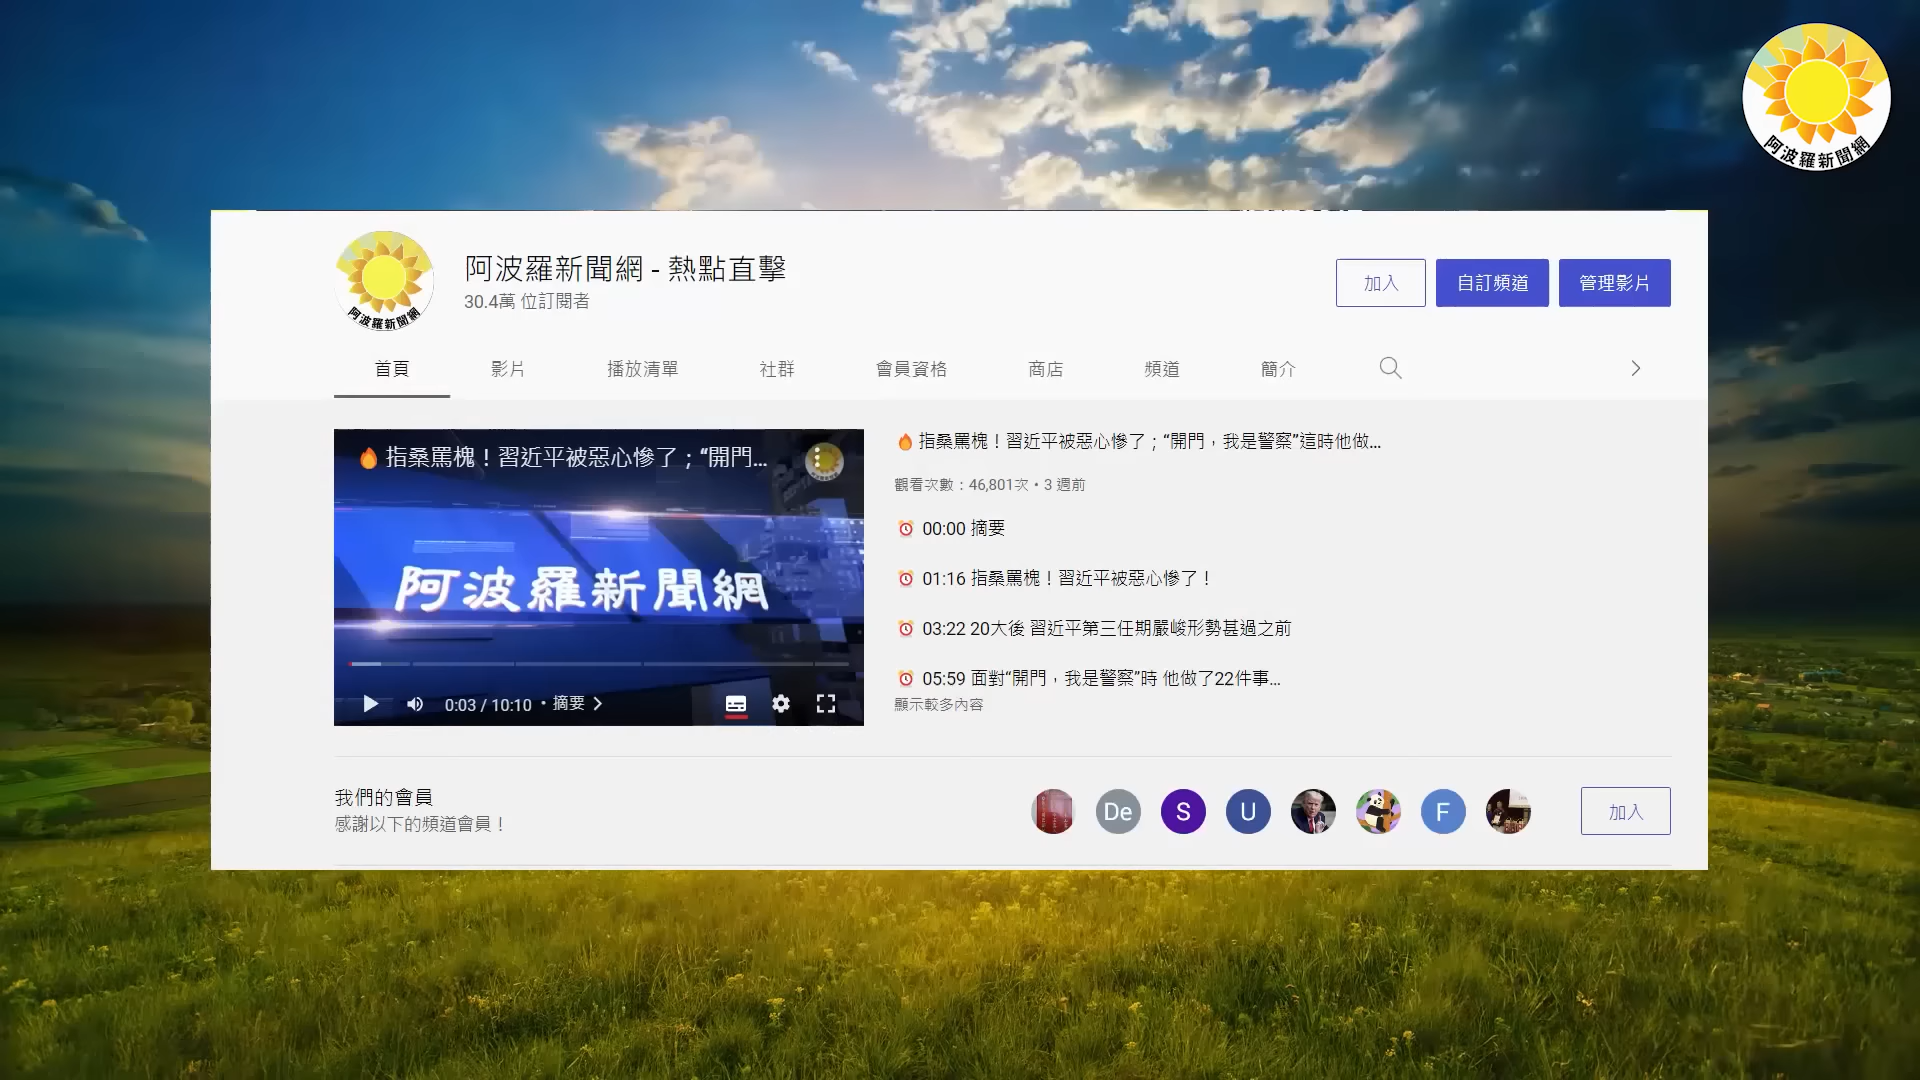 阿波羅新聞網
阿波羅新聞網
阿波羅新聞網 - 熱點直擊
30.4萬 位訂閱者
加入
自訂頻道
管理影片
首頁
影片
播放清單
社群
會員資格
商店
頻道
簡介
指桑罵槐！習近平被惡心慘了；“開門...
阿波羅新聞網
0:03 / 10:10 • 摘要
🔥 指桑罵槐！習近平被惡心慘了；“開門，我是警察”這時他做...
觀看次數：46,801次 • 3 週前
⏰ 00:00 摘要
⏰ 01:16 指桑罵槐！習近平被惡心慘了！
⏰ 03:22 20大後 習近平第三任期嚴峻形勢甚過之前
⏰ 05:59 面對“開門，我是警察”時 他做了22件事...
顯示較多內容
我們的會員
感謝以下的頻道會員！
De
S
U
F
加入